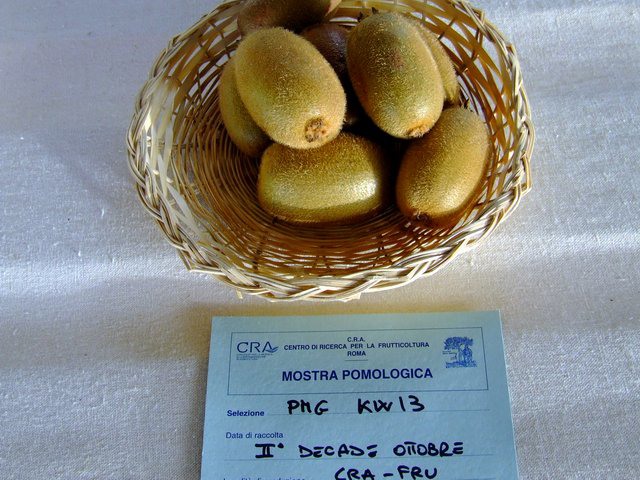 C.R.A.
CRA CENTRO DI RICERCA PER LA FRUTTICOLTURA
ROMA
MOSTRA POMOLOGICA
Selezione PMG KW13
Data di raccolta
II° DECADE OTTOBRE
CRA-FRU